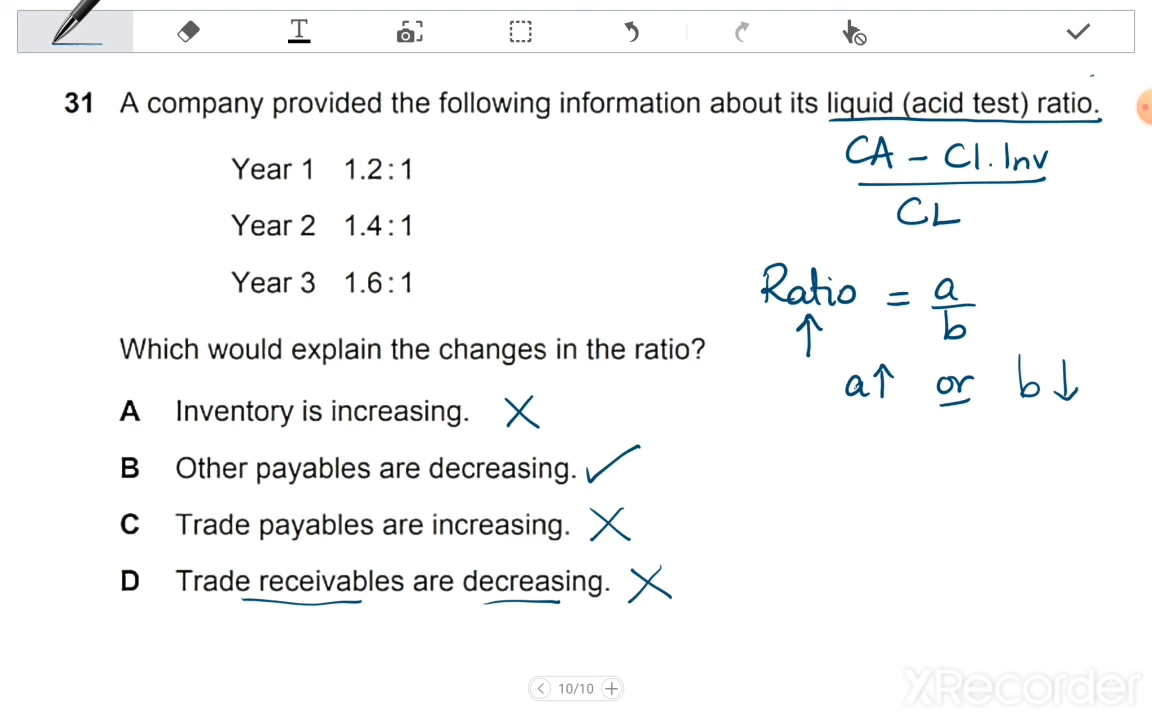 T
31 A company provided the following information about its liquid (acid test) ratio.
CA - Cl. Inv
CL
Year 1 1.2 : 1
Year 2 1.4 : 1
Year 3 1.6 : 1
Ratio = a
b
↑
a↑ or b↓
Which would explain the changes in the ratio?
A Inventory is increasing. X
B Other payables are decreasing. ✓
C Trade payables are increasing. X
D Trade receivables are decreasing. X
< 10/10 +
XRecorder